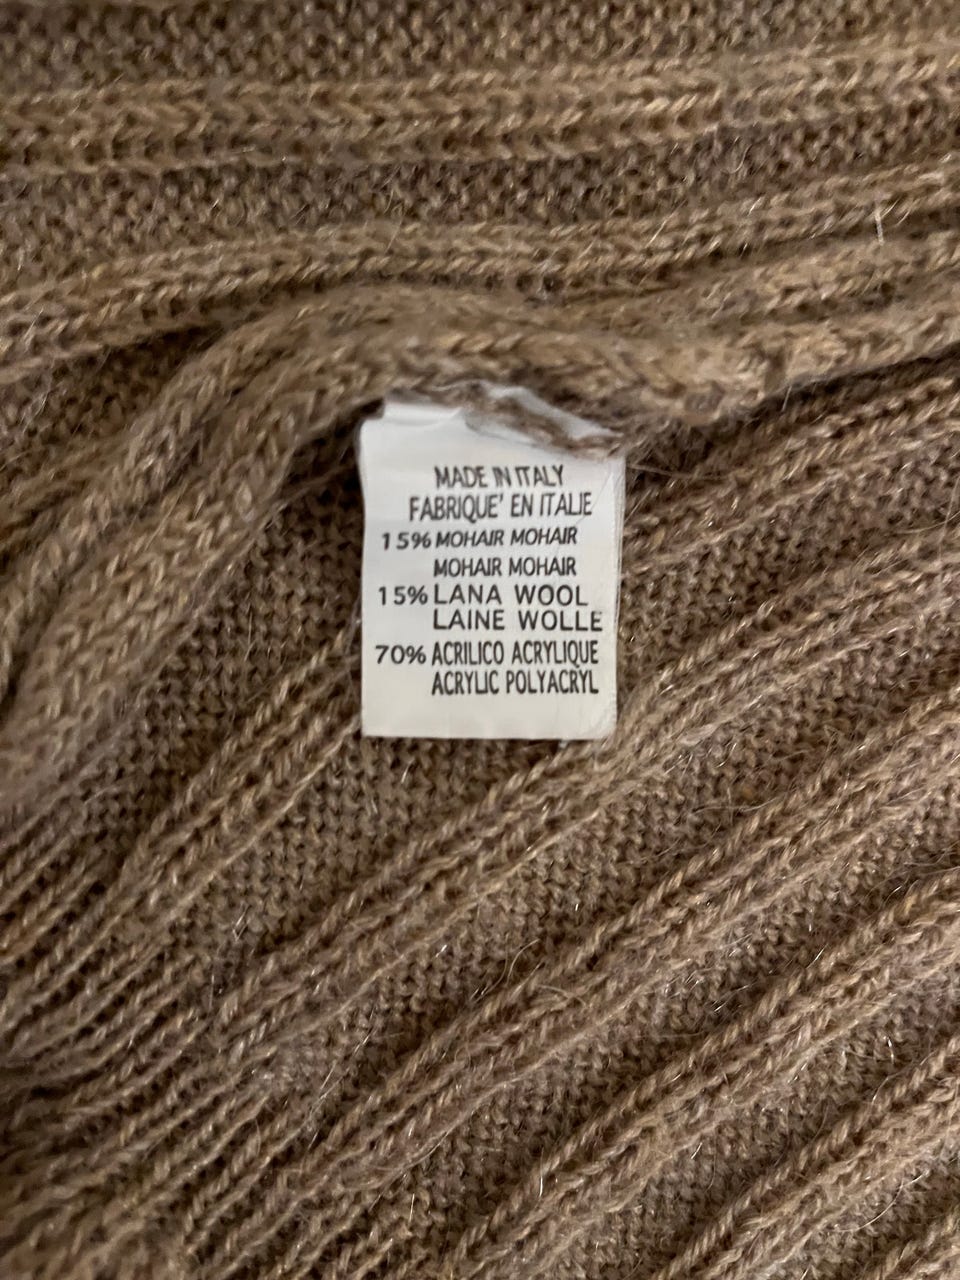 MADE IN ITALY
FABRIQUE' EN ITALIE
15% MOHAIR MOHAIR
MOHAIR MOHAIR
15% LANA WOOL
LAINE WOLLE
70% ACRILICO ACRYLIQUE
ACRYLIC POLYACRYL